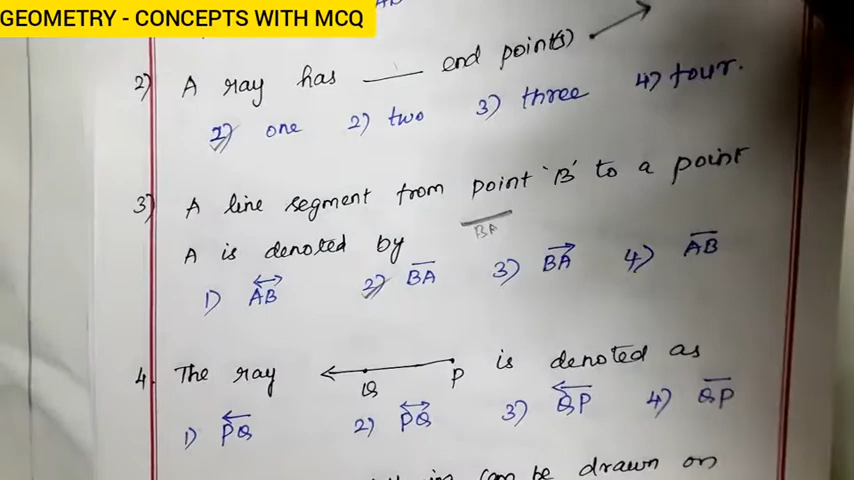 GEOMETRY - CONCEPTS WITH MCQ
2) A ray has ____ end point(s)
1) one 2) two 3) three 4) four.
3) A line segment from point 'B' to a point
BA
A is denoted by
1) AB 2) BA 3) BA 4) AB
4. The ray
Q P
is denoted as
1) PQ 2) PQ 3) QP 4) QP
can be drawn on